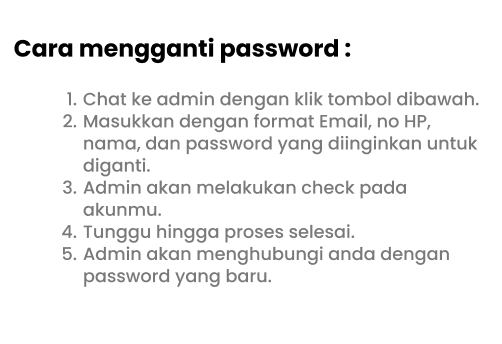 Cara mengganti password :
1. Chat ke admin dengan klik tombol dibawah.
2. Masukkan dengan format Email, no HP,
nama, dan password yang diinginkan untuk
diganti.
3. Admin akan melakukan check pada
akunmu.
4. Tunggu hingga proses selesai.
5. Admin akan menghubungi anda dengan
password yang baru.